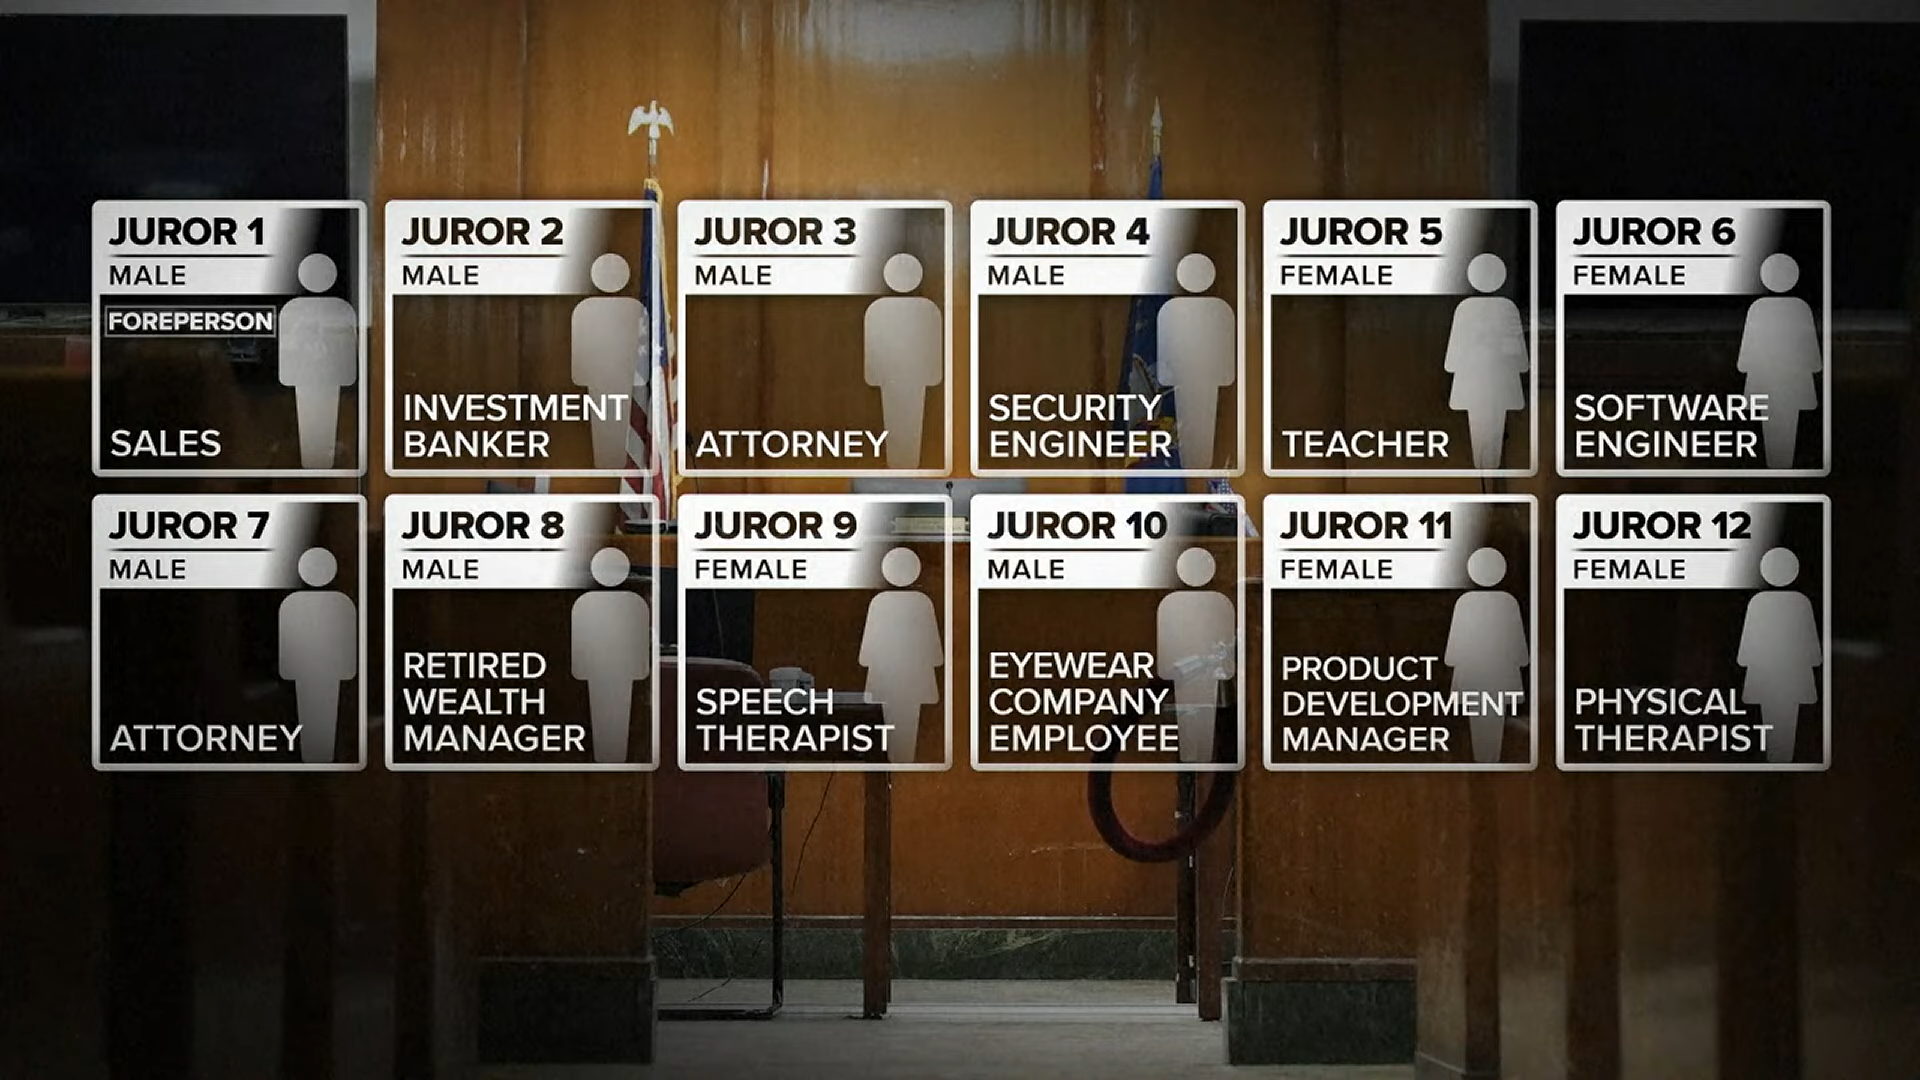 JUROR 1
MALE
FOREPERSON
SALES
JUROR 2
MALE
INVESTMENT
BANKER
JUROR 3
MALE
ATTORNEY
JUROR 4
MALE
SECURITY
ENGINEER
JUROR 5
FEMALE
TEACHER
JUROR 6
FEMALE
SOFTWARE
ENGINEER
JUROR 7
MALE
ATTORNEY
JUROR 8
MALE
RETIRED
WEALTH
MANAGER
JUROR 9
FEMALE
SPEECH
THERAPIST
JUROR 10
MALE
EYEWEAR
COMPANY
EMPLOYEE
JUROR 11
FEMALE
PRODUCT
DEVELOPMENT
MANAGER
JUROR 12
FEMALE
PHYSICAL
THERAPIST